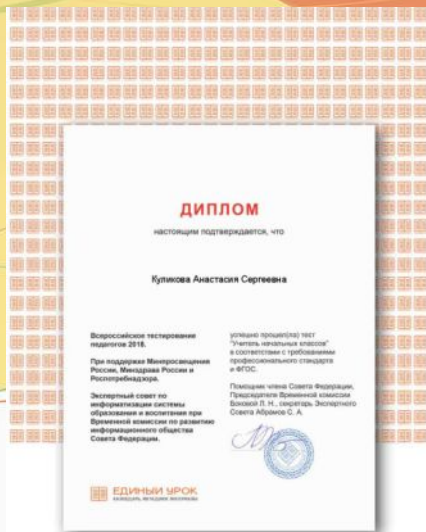 ДИПЛОМ
настоящим подтверждается, что
Куликова Анастасия Сергеевна
Всероссийское тестирование
педагогов 2018.
При поддержке Минпросвещения
России, Минздрава России и
Роспотребнадзора.
Экспертный совет по
информатизации системы
образования и воспитания при
Временной комиссии по развитию
информационного общества
Совета Федерации.
успешно прошел(ла) тест
"Учитель начальных классов"
в соответствии с требованиями
профессионального стандарта
и ФГОС.
Помощник члена Совета Федерации,
Председателя Временной комиссии
Боковой Л. Н., секретарь Экспертного
Совета Абрамов С. А.
ЕДИНЫЙ УРОК